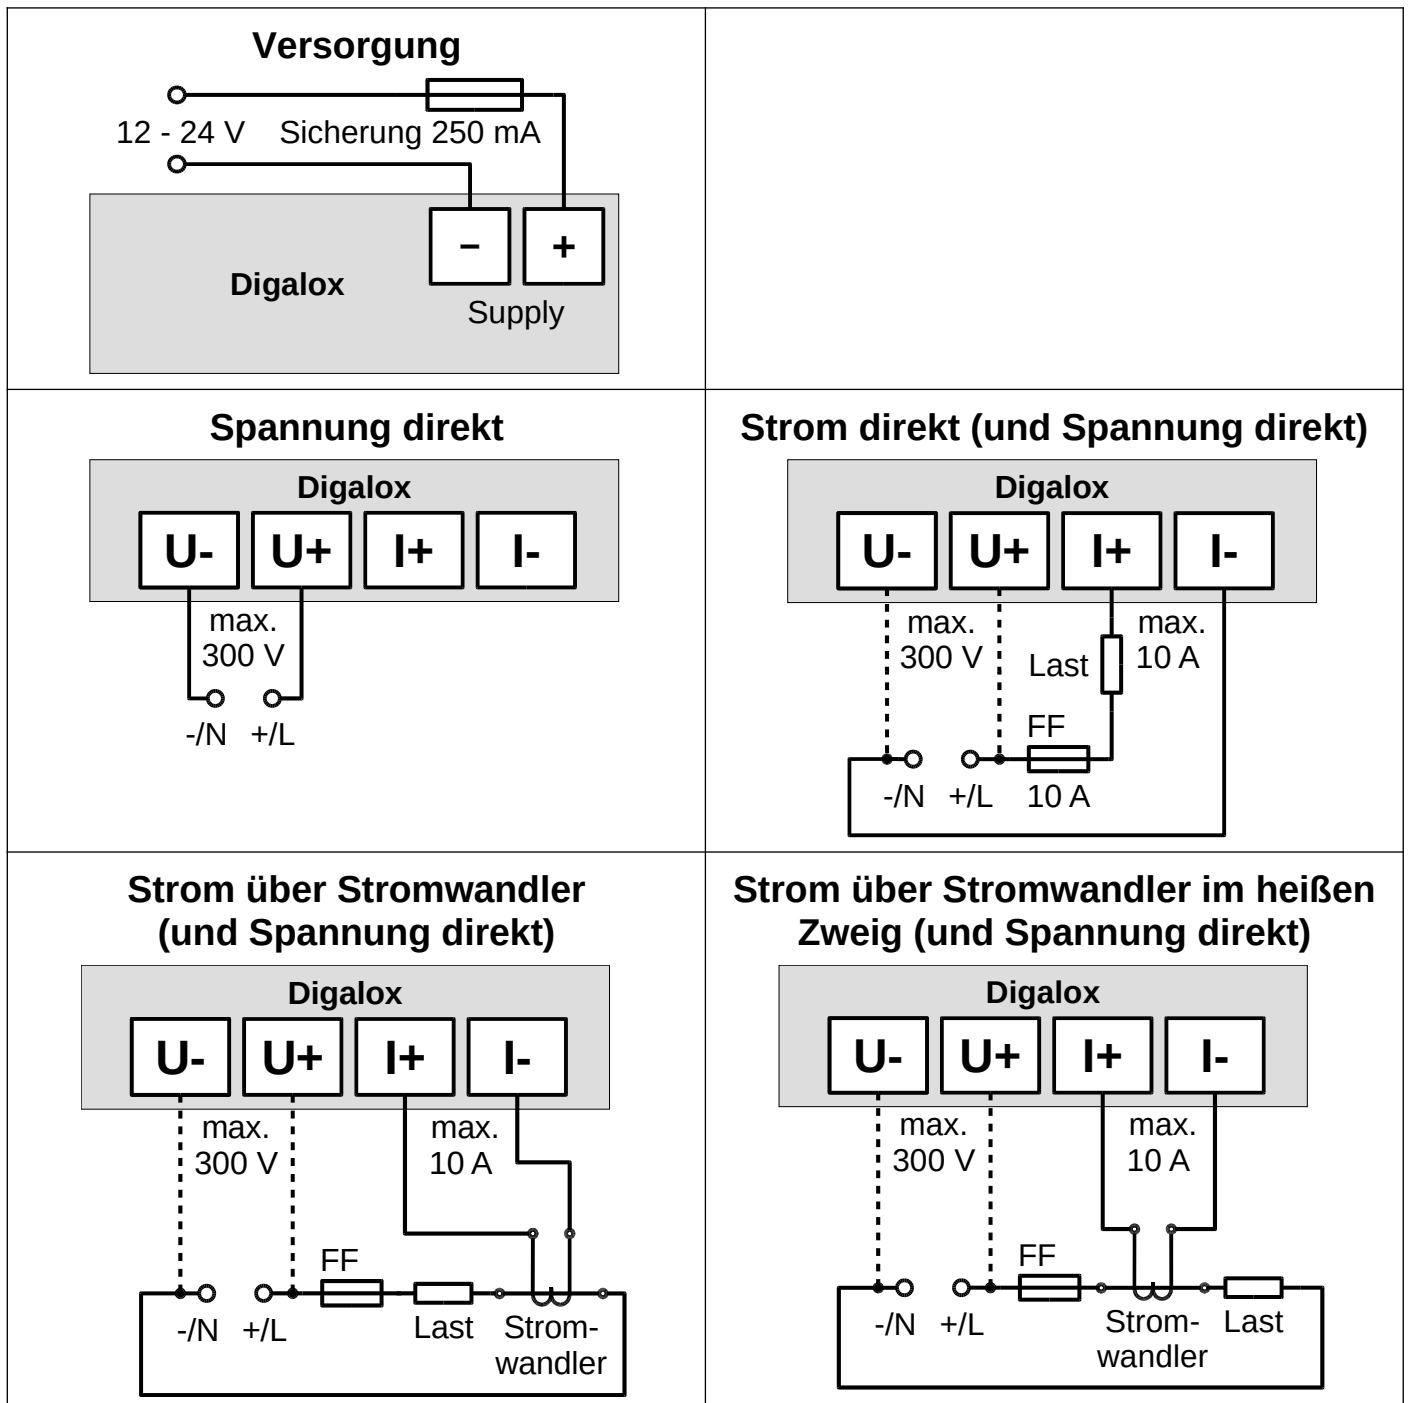 Versorgung
12 - 24 V Sicherung 250 mA
− +
Digalox
Supply
Spannung direkt
Digalox
U- U+ I+ I-
max.
300 V
-/N +/L
Strom direkt (und Spannung direkt)
Digalox
U- U+ I+ I-
max. max.
300 V Last 10 A
FF
-/N +/L 10 A
Strom über Stromwandler
(und Spannung direkt)
Digalox
U- U+ I+ I-
max. max.
300 V 10 A
FF
-/N +/L Last Strom-
wandler
Strom über Stromwandler im heißen
Zweig (und Spannung direkt)
Digalox
U- U+ I+ I-
max. max.
300 V 10 A
FF
-/N +/L Strom- Last
wandler